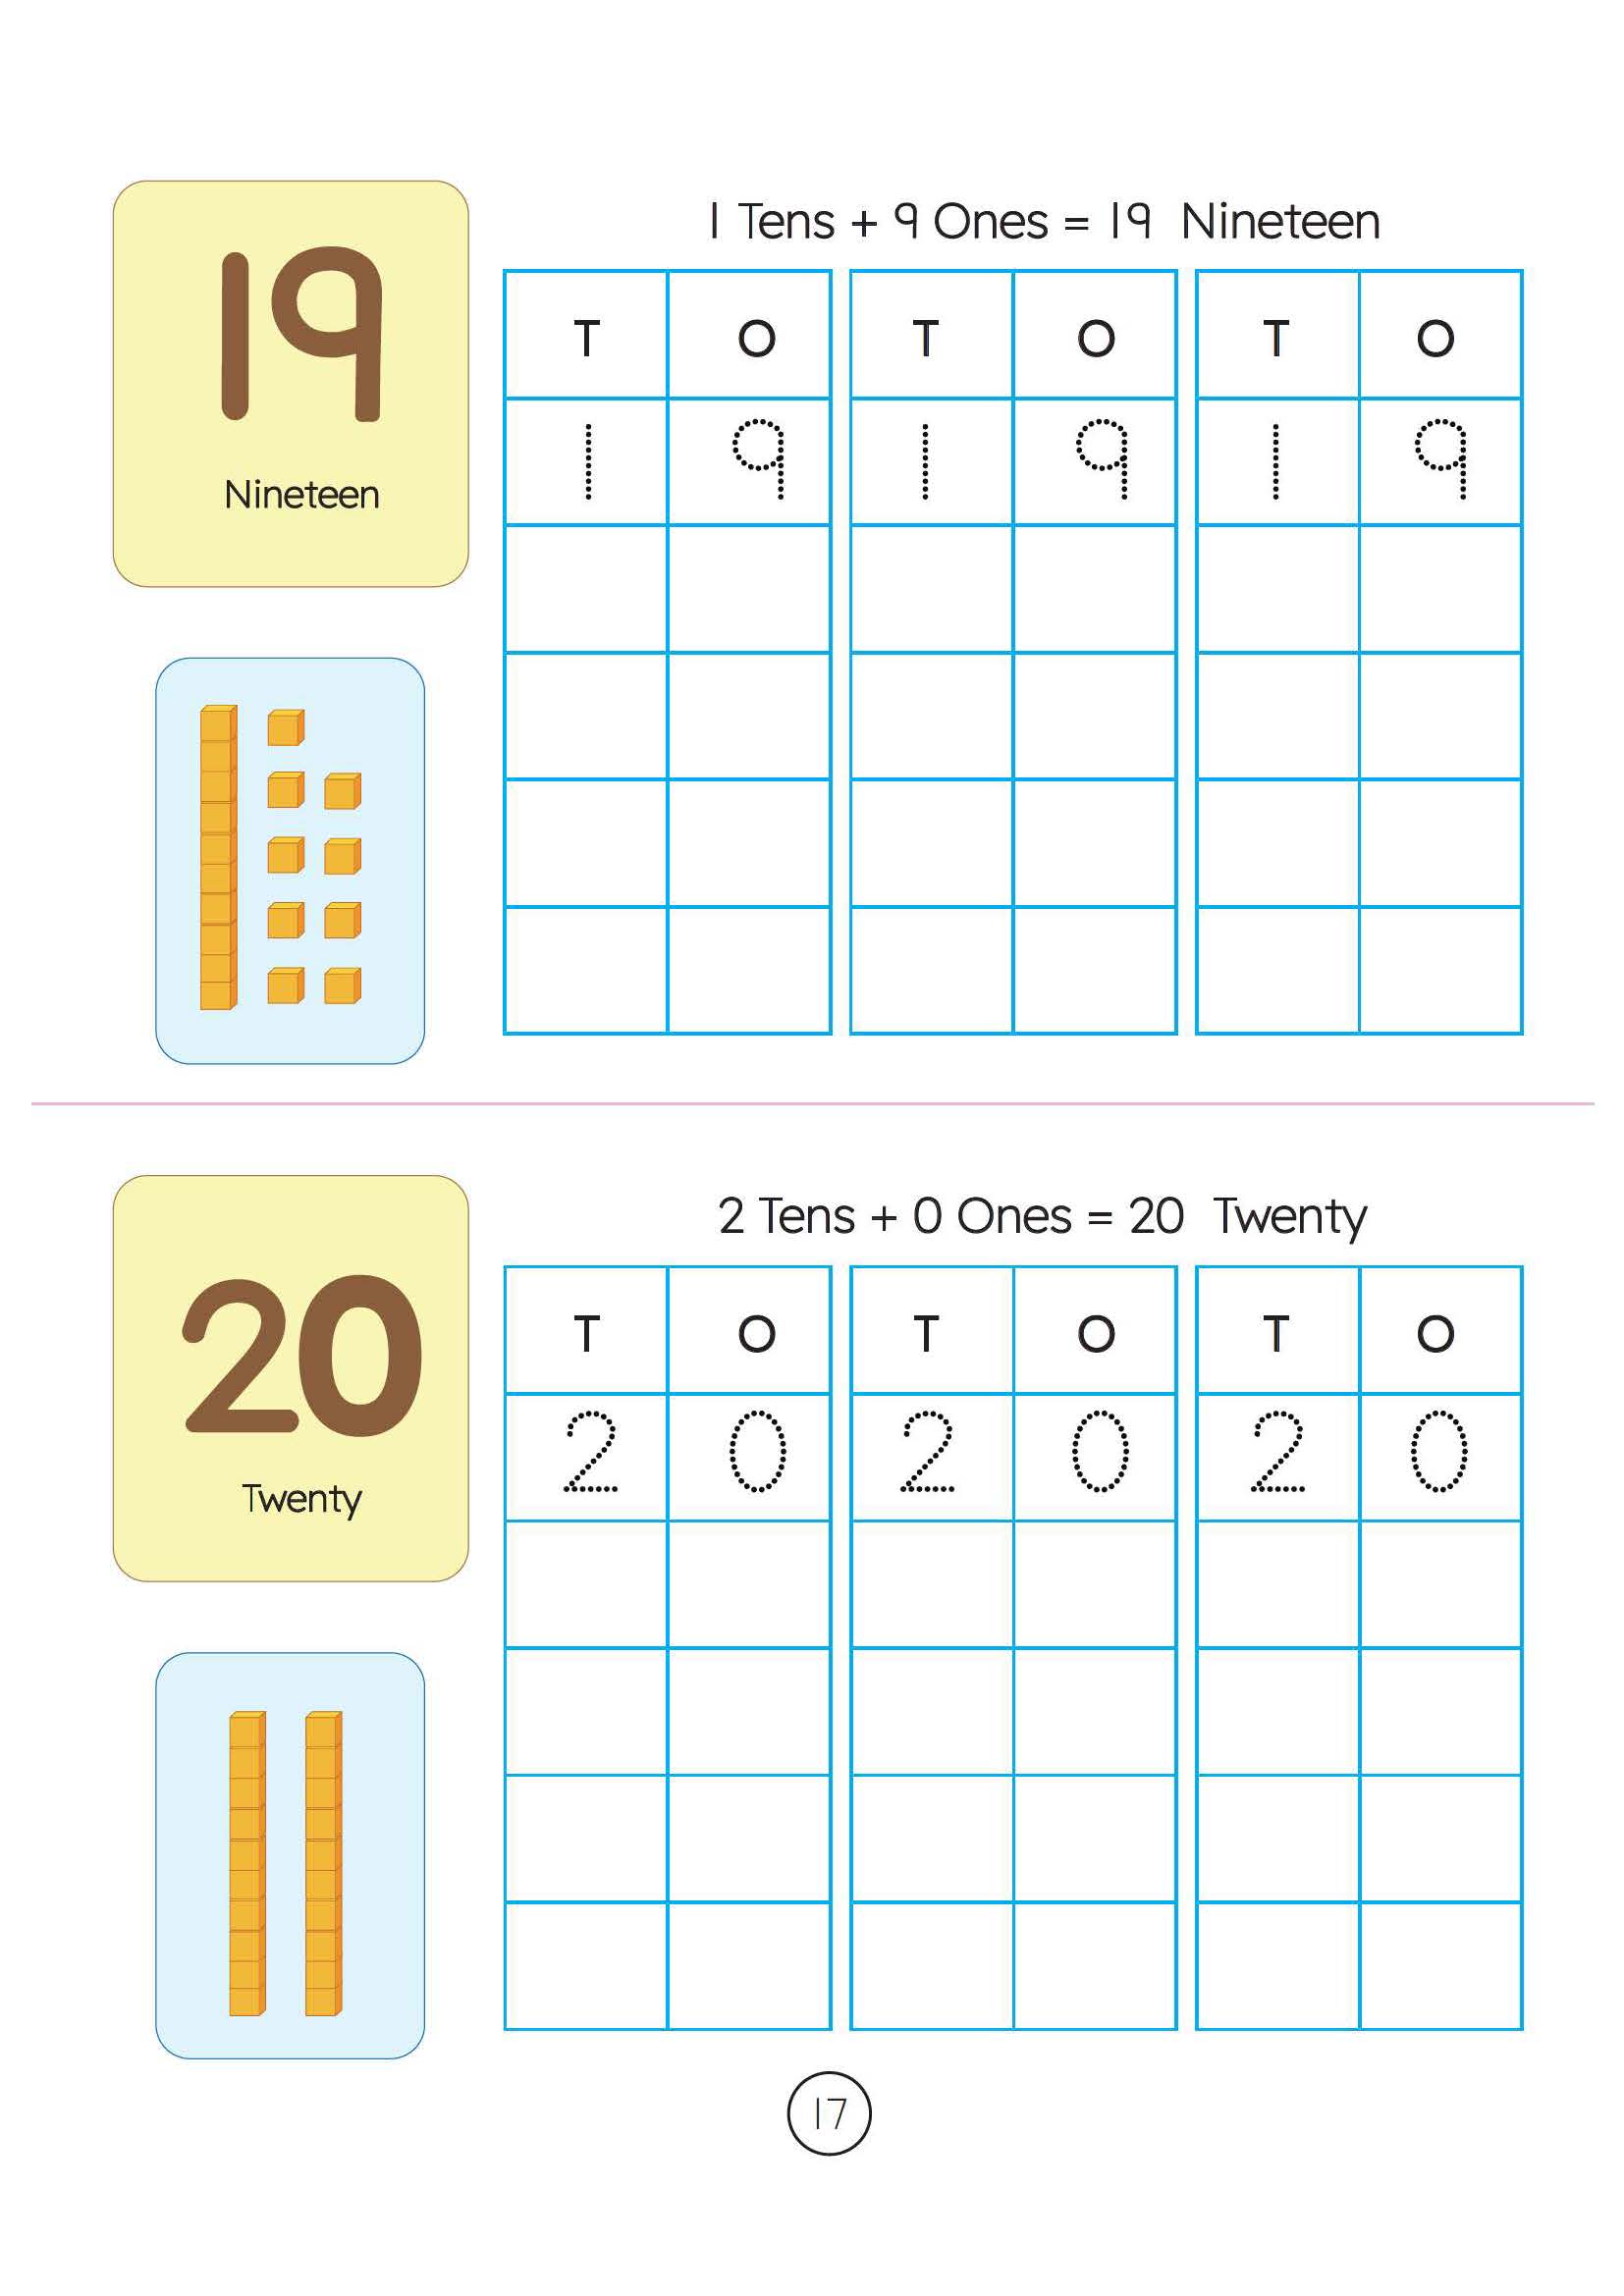 19
Nineteen
1 Tens + 9 Ones = 19 Nineteen
T O T O T O
1 9 1 9 1 9
20
Twenty
2 Tens + 0 Ones = 20 Twenty
T O T O T O
2 0 2 0 2 0
17